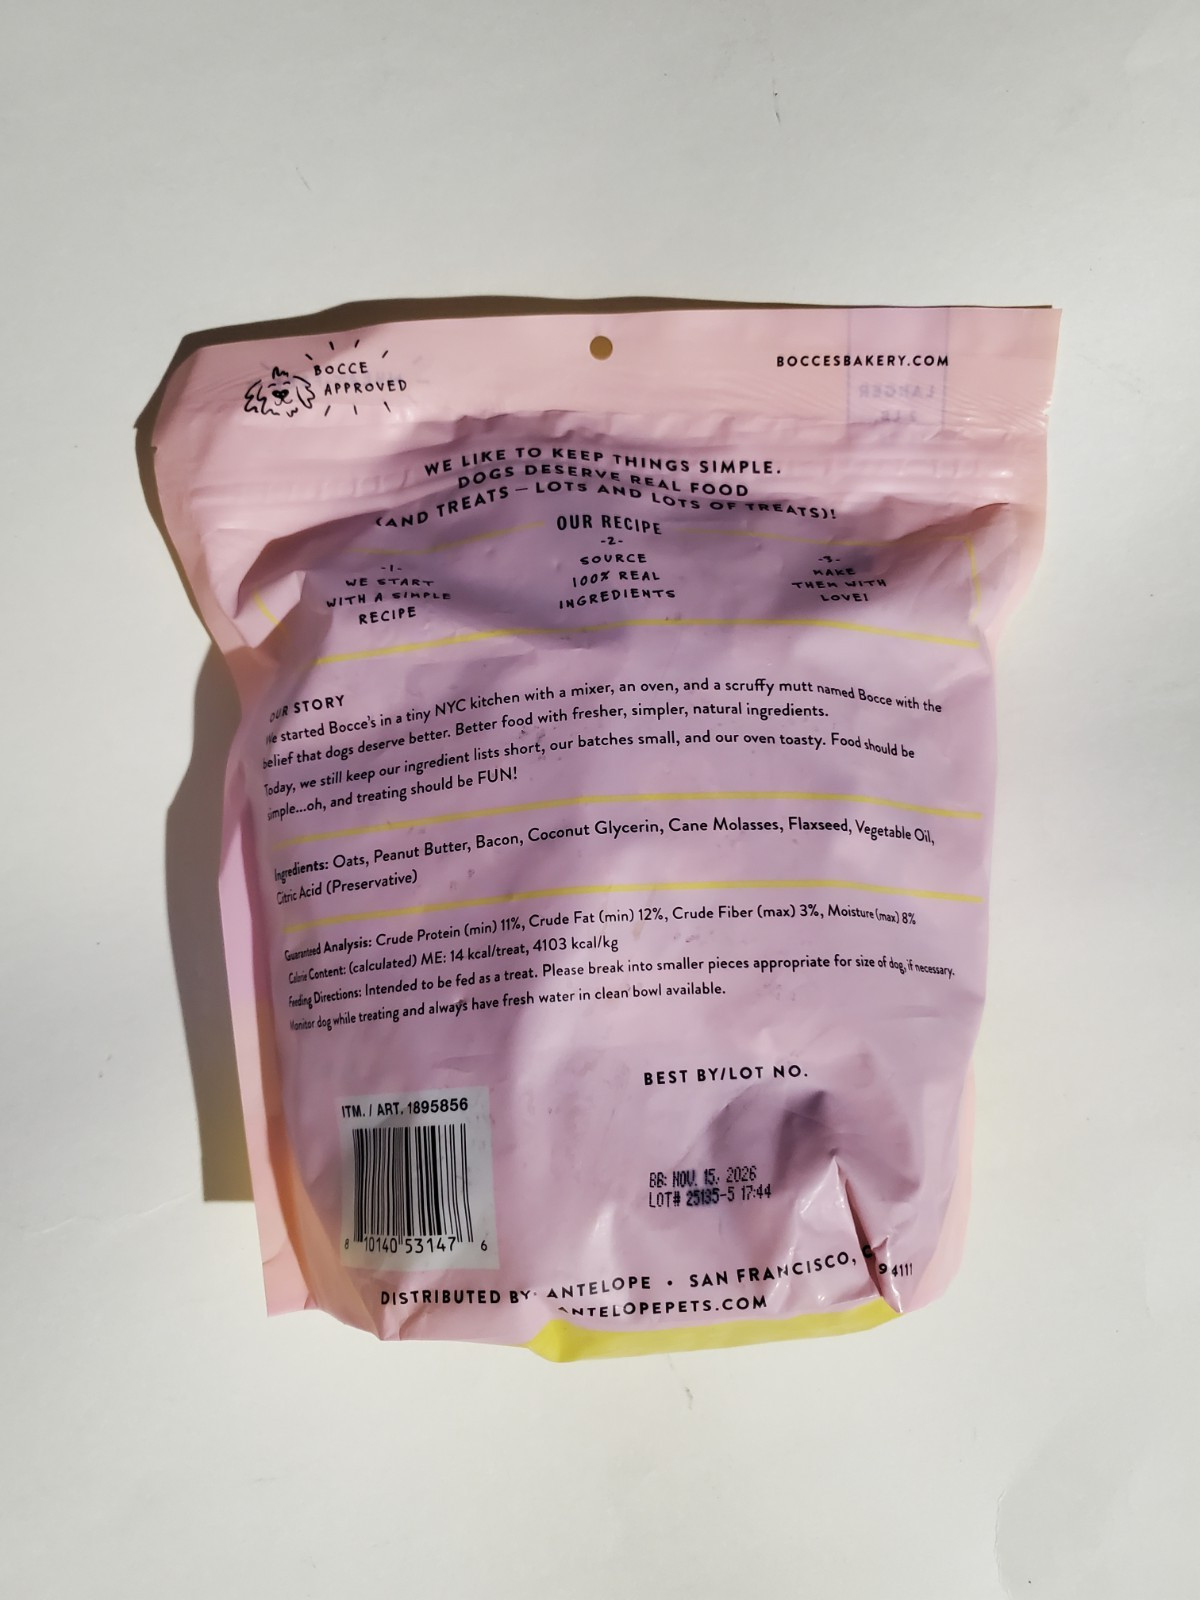 BOCCE
APPROVED
BOCCESBAKERY.COM
LARGER
WE LIKE TO KEEP THINGS SIMPLE.
DOGS DESERVE REAL FOOD
(AND TREATS — LOTS AND LOTS OF TREATS)!
OUR RECIPE
-1-
WE START
WITH A SIMPLE
RECIPE
-2-
SOURCE
100% REAL
INGREDIENTS
-3-
MAKE
THEM WITH
LOVE!
OUR STORY
We started Bocce's in a tiny NYC kitchen with a mixer, an oven, and a scruffy mutt named Bocce with the
belief that dogs deserve better. Better food with fresher, simpler, natural ingredients.
Today, we still keep our ingredient lists short, our batches small, and our oven toasty. Food should be
simple...oh, and treating should be FUN!
Ingredients: Oats, Peanut Butter, Bacon, Coconut Glycerin, Cane Molasses, Flaxseed, Vegetable Oil,
Citric Acid (Preservative)
Guaranteed Analysis: Crude Protein (min) 11%, Crude Fat (min) 12%, Crude Fiber (max) 3%, Moisture (max) 8%
Calorie Content: (calculated) ME: 14 kcal/treat, 4103 kcal/kg
Feeding Directions: Intended to be fed as a treat. Please break into smaller pieces appropriate for size of dog, if necessary.
Monitor dog while treating and always have fresh water in clean bowl available.
BEST BY/LOT NO.
ITM. / ART. 1895856
8 10140 53147 6
BB: NOV. 15. 2026
LOT# 25195-5 17:44
DISTRIBUTED BY: ANTELOPE • SAN FRANCISCO, 94111
ANTELOPEPETS.COM